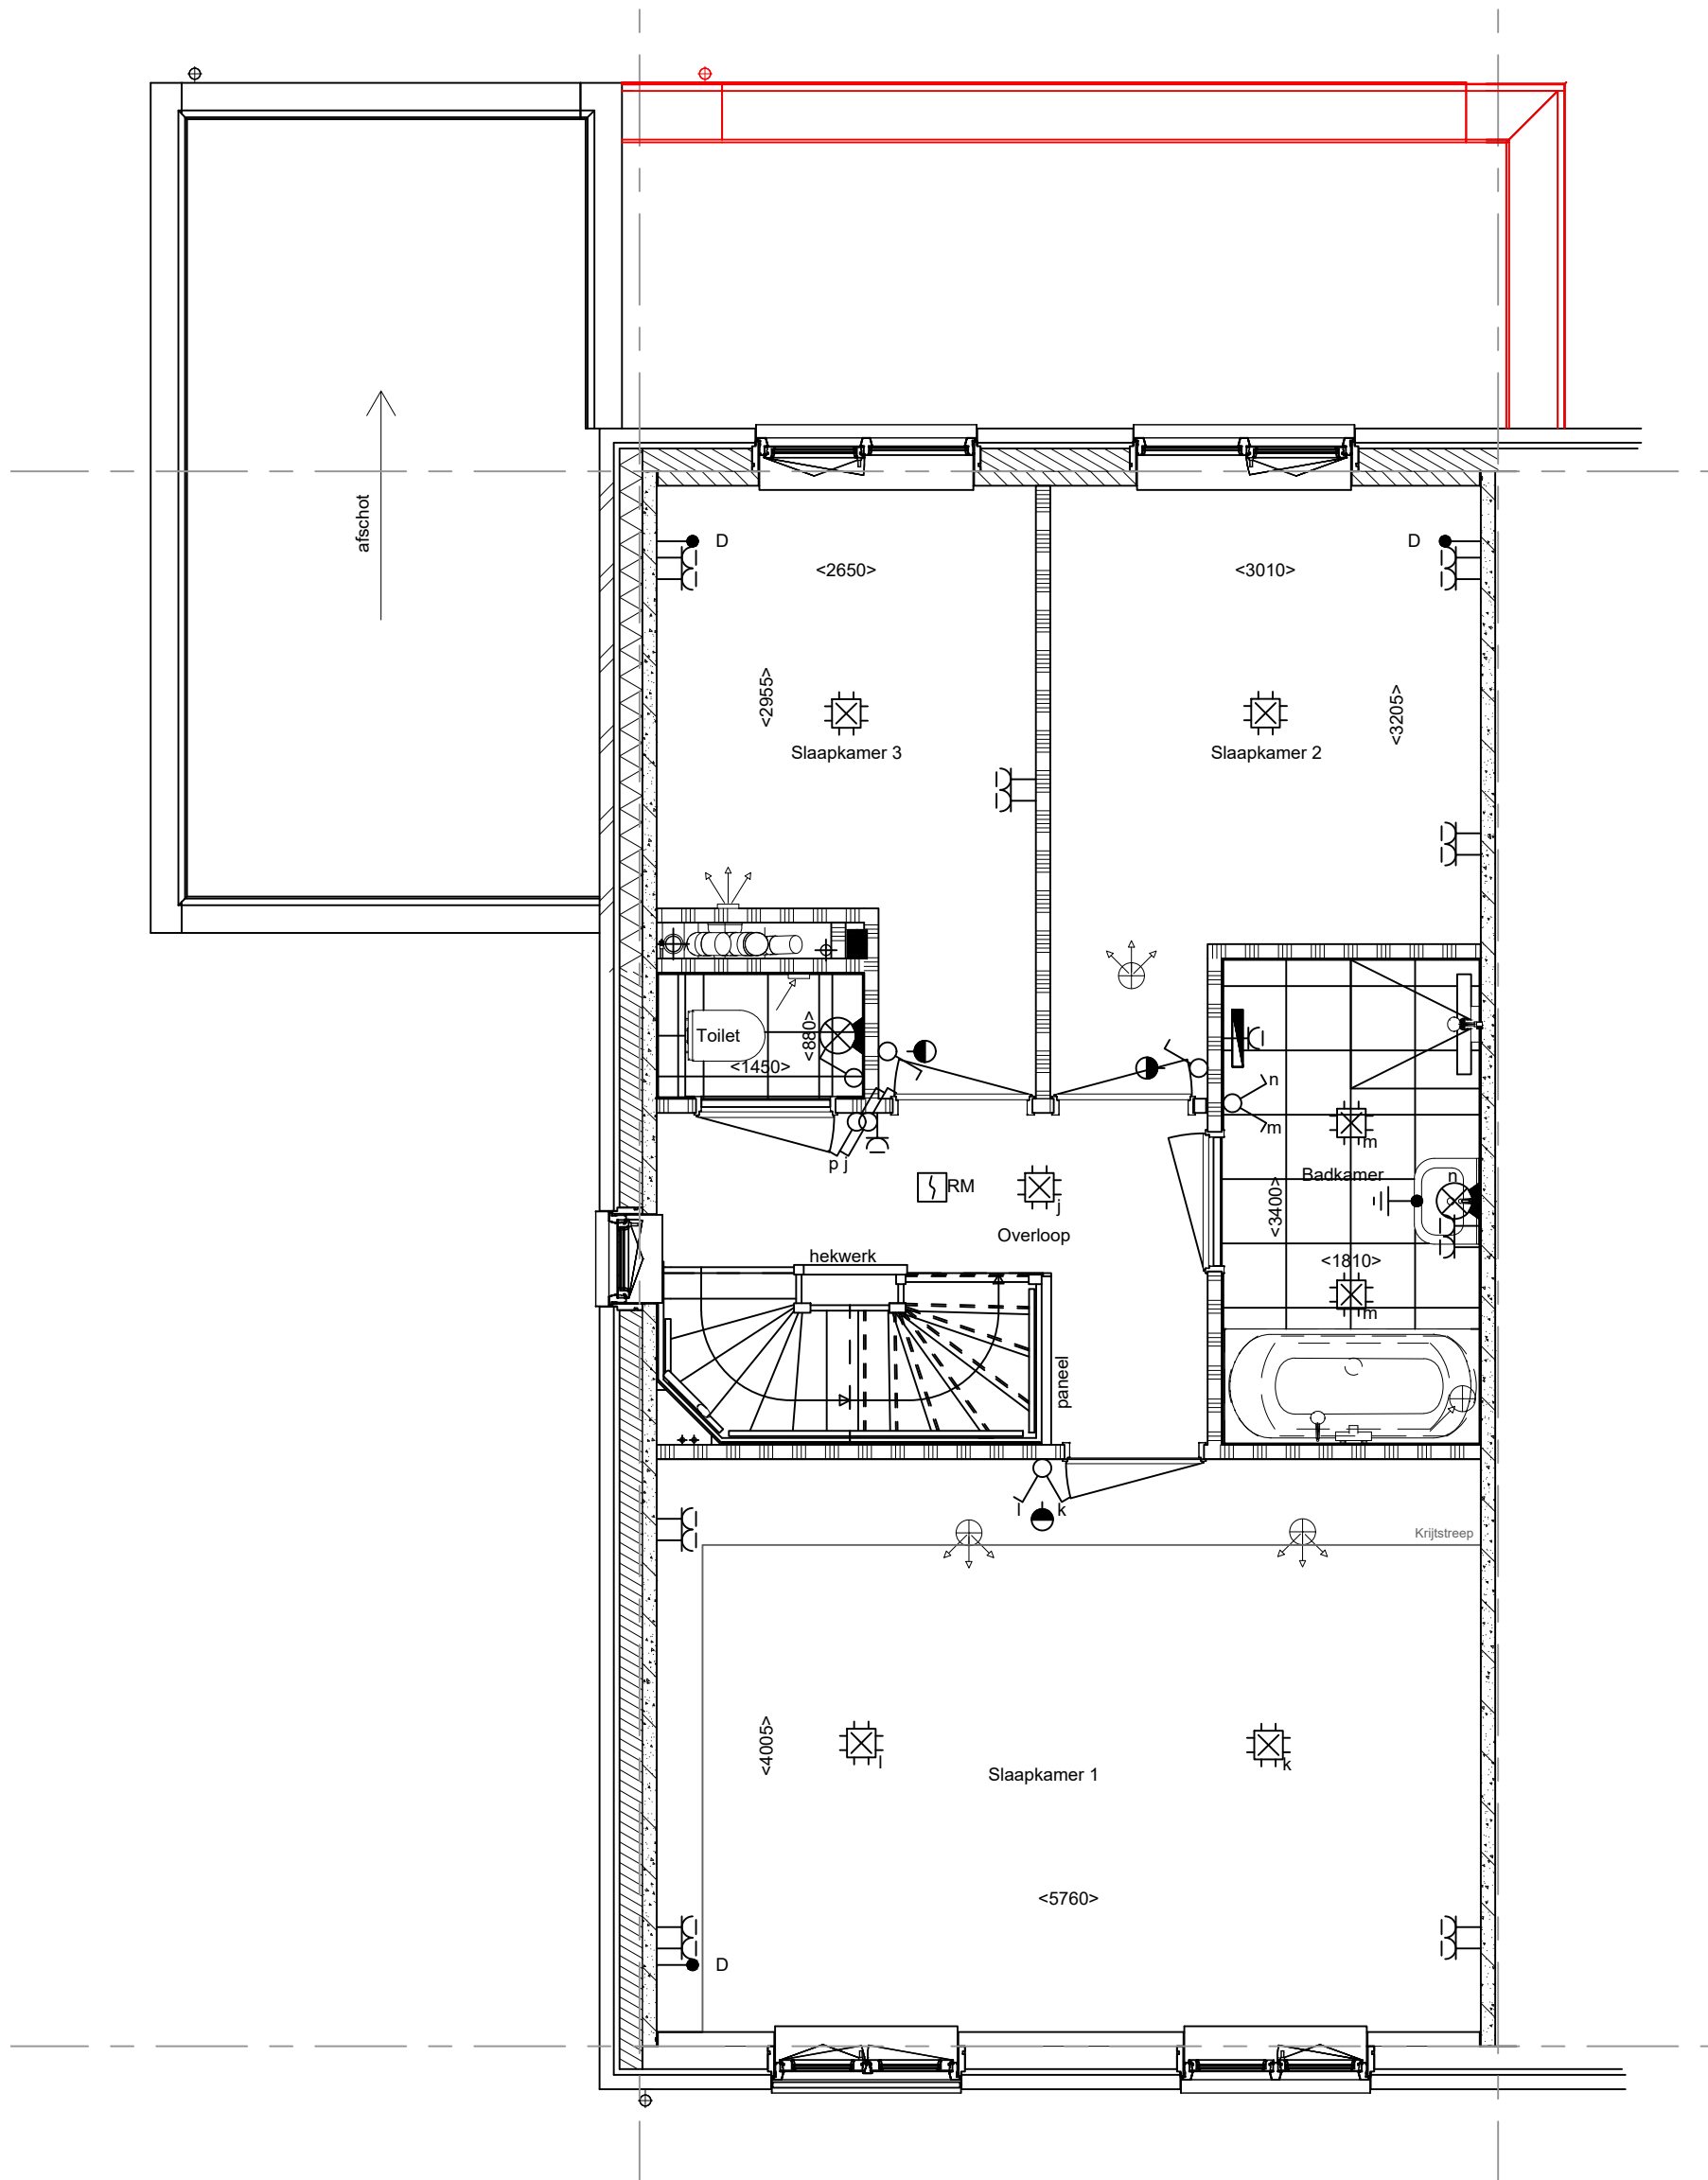 afschot
D
D
<2650>
<3010>
<2955>
<3205>
Slaapkamer 3
Slaapkamer 2
Toilet
<880>
<1450>
n
m
m
p j
Badkamer
n
RM
j
<3400>
Overloop
hekwerk
<1810>
m
paneel
l
k
Krijtstreep
<4005>
l
k
Slaapkamer 1
<5760>
D